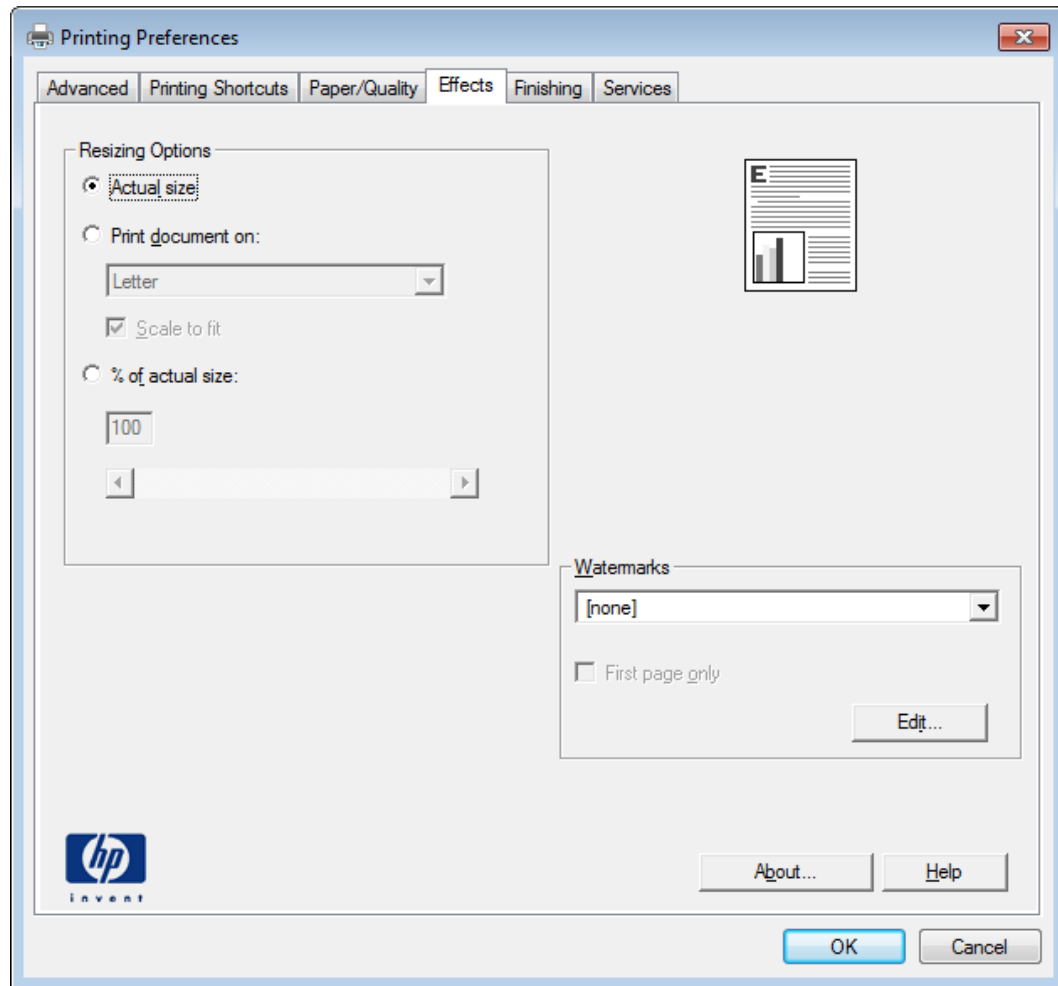 Printing Preferences
Advanced Printing Shortcuts Paper/Quality Effects Finishing Services
Resizing Options
Actual size
Print document on:
Letter
Scale to fit
% of actual size:
100
E
Watermarks
[none]
First page only
Edit...
hp
invent
About... Help
OK Cancel